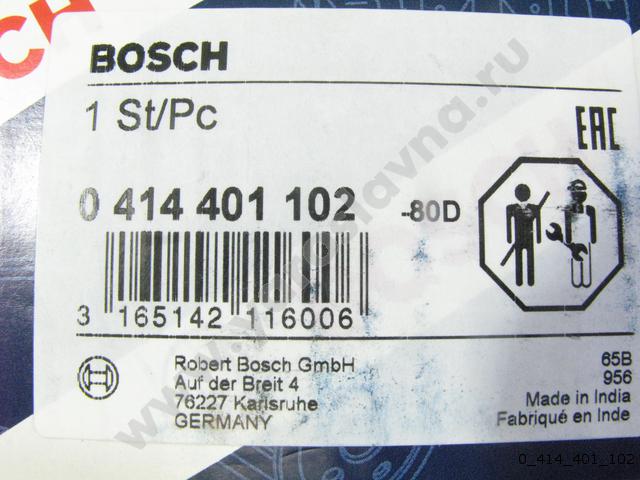 BOSCH
1 St/Pc
EAC
0 414 401 102 -80D
3 165142 116006
Robert Bosch GmbH
Auf der Breit 4
76227 Karlsruhe
GERMANY
65B
956
Made in India
Fabriqué en Inde
0_414_401_102